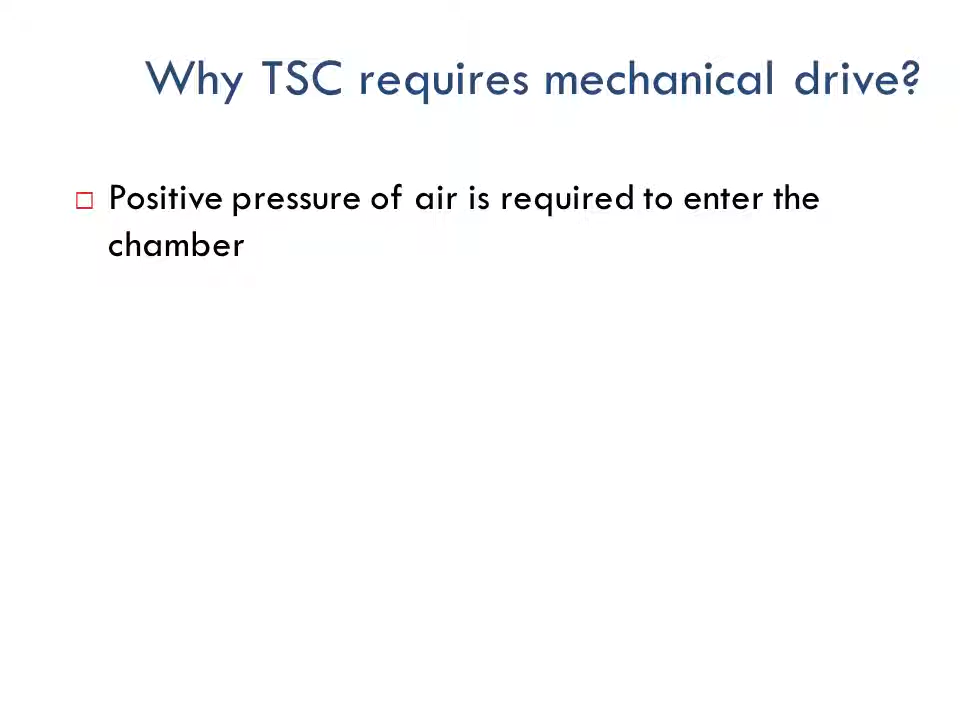 Why TSC requires mechanical drive?
Positive pressure of air is required to enter the
chamber